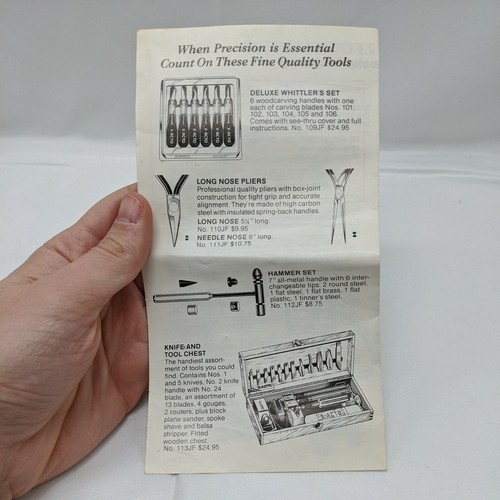 When Precision is Essential
Count On These Fine Quality Tools
DELUXE WHITTLER'S SET
6 woodcarving handles with one
each of carving blades Nos. 101,
102, 103, 104, 105 and 106.
Comes with see-thru cover and full
instructions. No. 109JF $24.95
LONG NOSE PLIERS
Professional quality pliers with box-joint
construction for tight grip and accurate
alignment. They're made of high carbon
steel with insulated spring-back handles.
LONG NOSE 5½" long.
No. 110JF $9.95
NEEDLE NOSE 6" long
No. 111JF $10.75
HAMMER SET
7" all-metal handle with 6 inter-
changeable tips: 2 round steel,
1 flat steel, 1 flat brass, 1 flat
plastic, 1 tinner's steel.
No. 112JF $8.75
KNIFE AND
TOOL CHEST
The handiest assort-
ment of tools you could
find. Contains Nos. 1
and 5 knives, No. 2 knife
handle with No. 24
blade, an assortment of
13 blades, 4 gouges,
2 routers, plus block
plane sander, spoke
shave and balsa
stripper. Fitted
wooden chest.
No. 113JF $24.95
X-ACTO